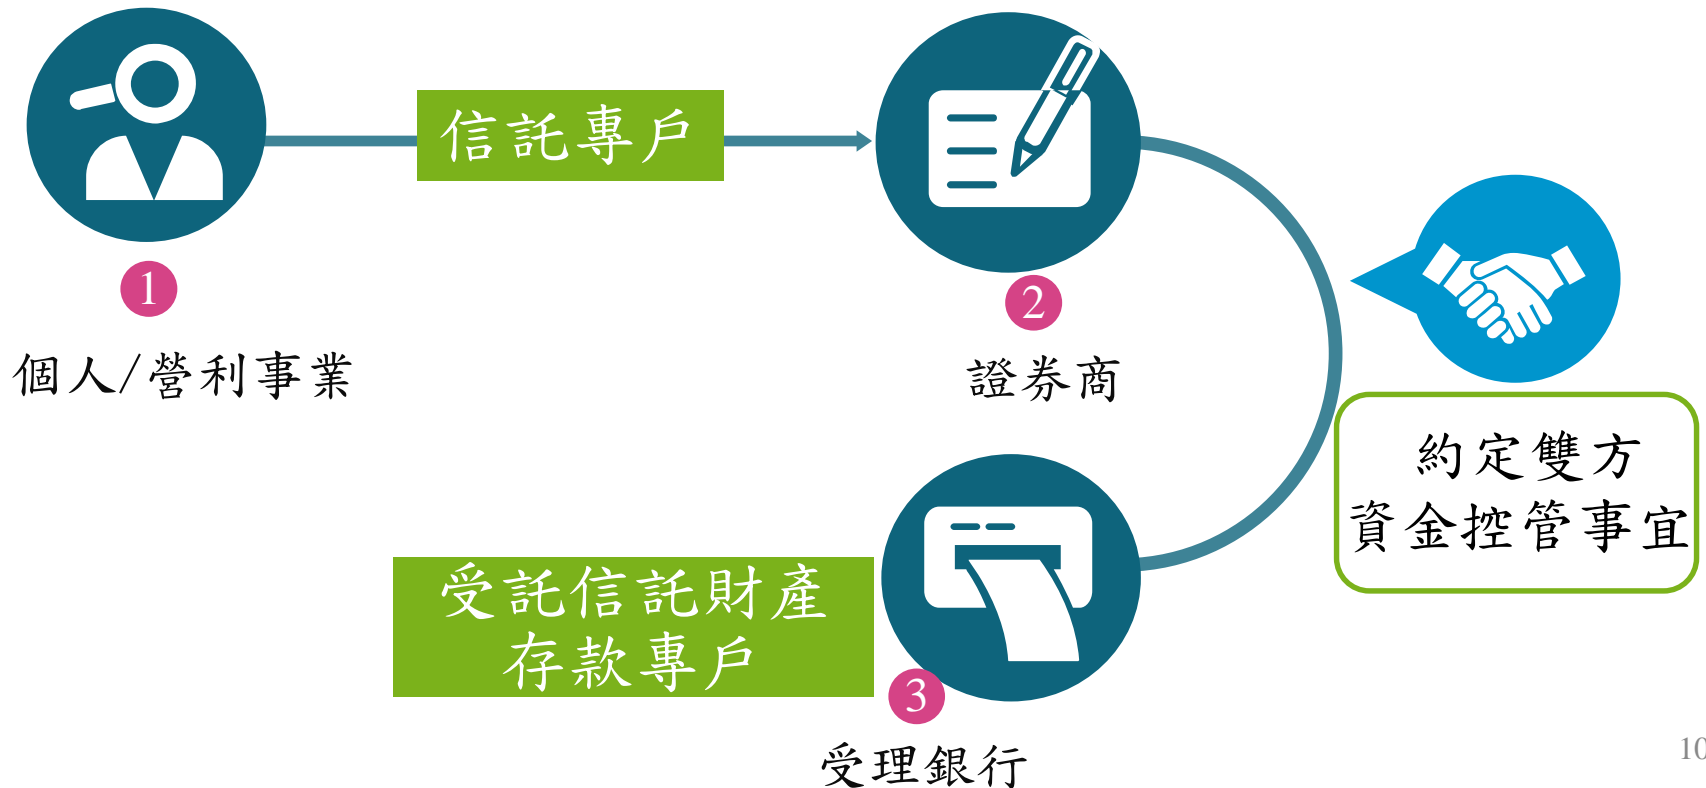 信託專戶
1
個人/營利事業
2
證券商
約定雙方
資金控管事宜
受託信託財產
存款專戶
3
受理銀行
10